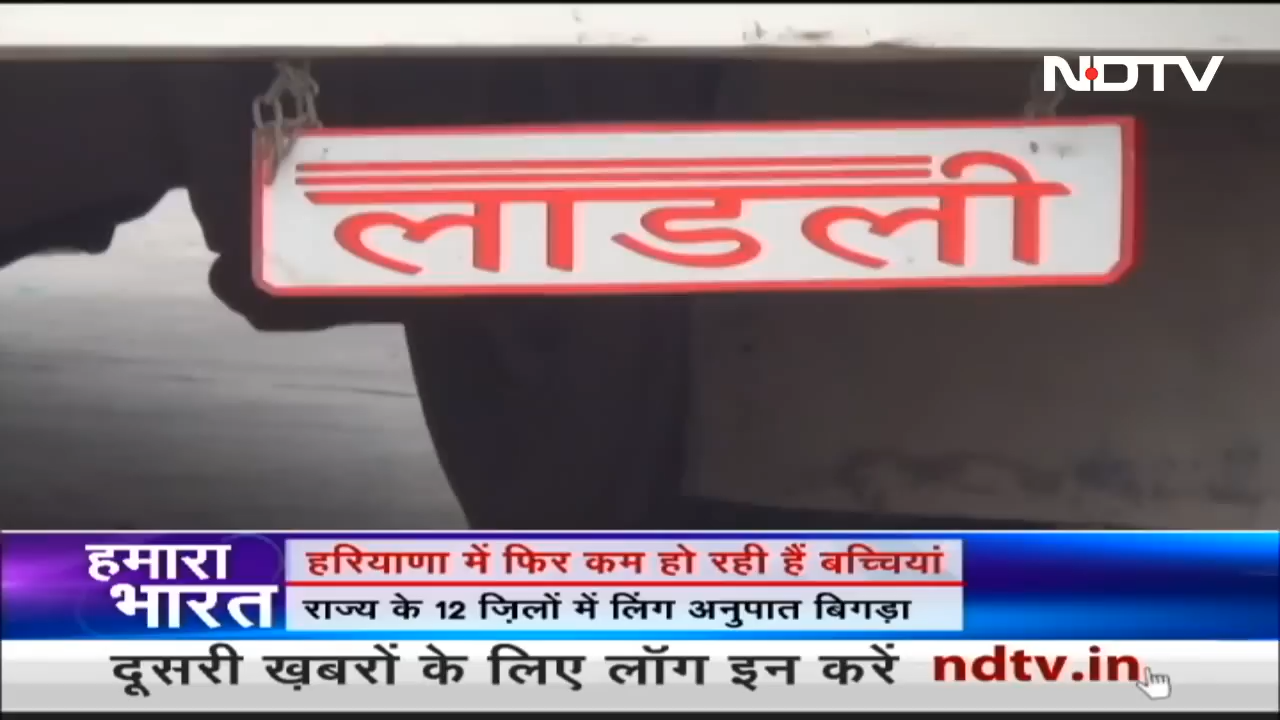 NDTV
लाडली
हमारा
भारत
हरियाणा में फिर कम हो रही हैं बच्चियां
राज्य के 12 ज़िलों में लिंग अनुपात बिगड़ा
दूसरी ख़बरों के लिए लॉग इन करें ndtv.in